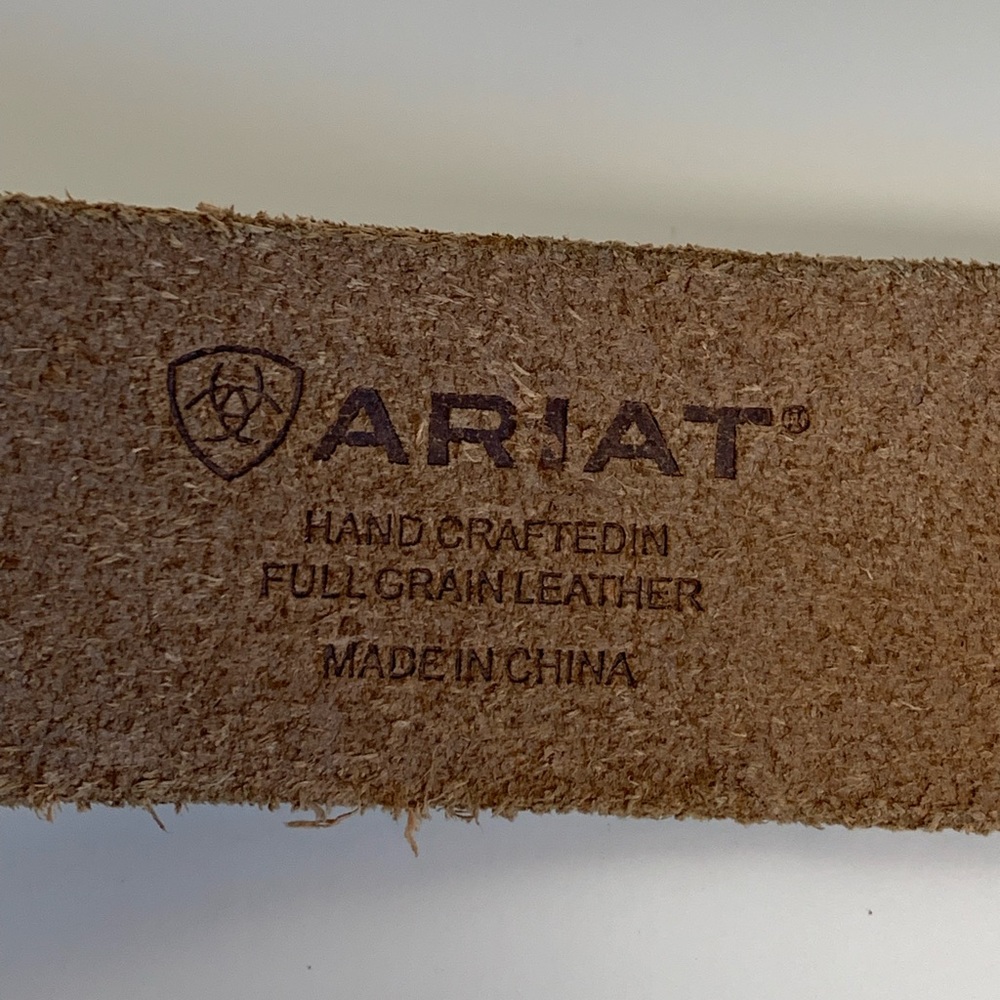 ARIAT®
HAND CRAFTEDIN
FULL GRAIN LEATHER
MADE IN CHINA